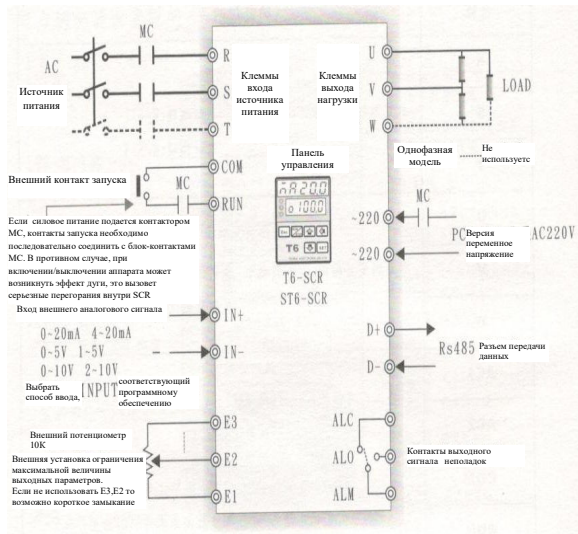 MC
AC
Источник
питания
R
S
T
Клеммы
входа
источника
питания
Клеммы
выхода
нагрузки
U
V
W
LOAD
Однофазная
модель
Не
используетс
Панель
управления
COM
RUN
Внешний контакт запуска
MC
Если силовое питание подается контактором
МС, контакты запуска необходимо
последовательно соединить с блок-контактами
МС. В противном случае, при
включении/выключении аппарата может
возникнуть эффект дуги, это вызовет
серьезные перегорания внутри SCR
T6
T6-SCR
ST6-SCR
MC
~220
~220
PC
Версия
переменное
напряжение
AC220V
Вход внешнего аналогового сигнала
0~20mA 4~20mA
0~5V 1~5V
0~10V 2~10V
Выбрать
способ ввода,
INPUT
соответствующий
программному
обеспечению
IN+
IN-
D+
D-
Rs485
Разъем передачи
данных
Внешний потенциометр
10К
Внешняя установка ограничения
максимальной величины
выходных параметров.
Если не использовать Е3,Е2 то
возможно короткое замыкание
E3
E2
E1
ALC
ALO
ALM
Контакты выходного
сигнала неполадок